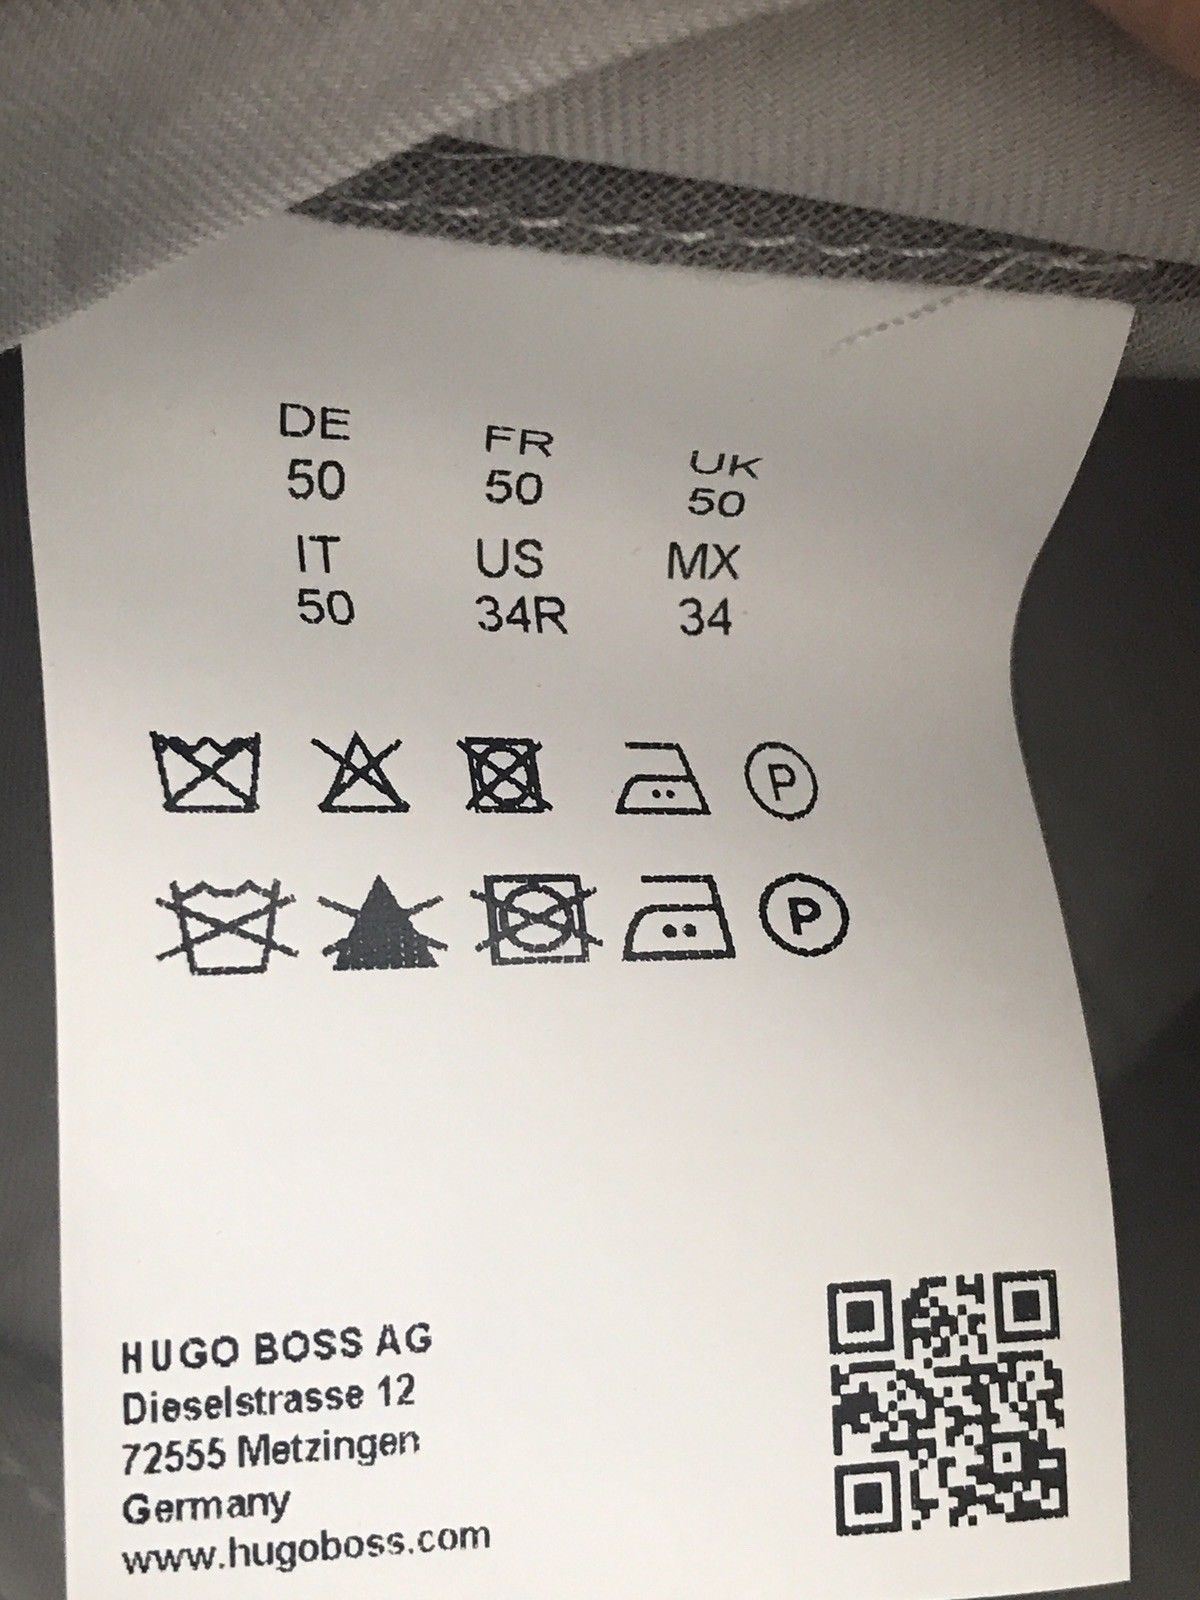 DE FR UK
50 50 50
IT US MX
50 34R 34
P
P
HUGO BOSS AG
Dieselstrasse 12
72555 Metzingen
Germany
www.hugoboss.com